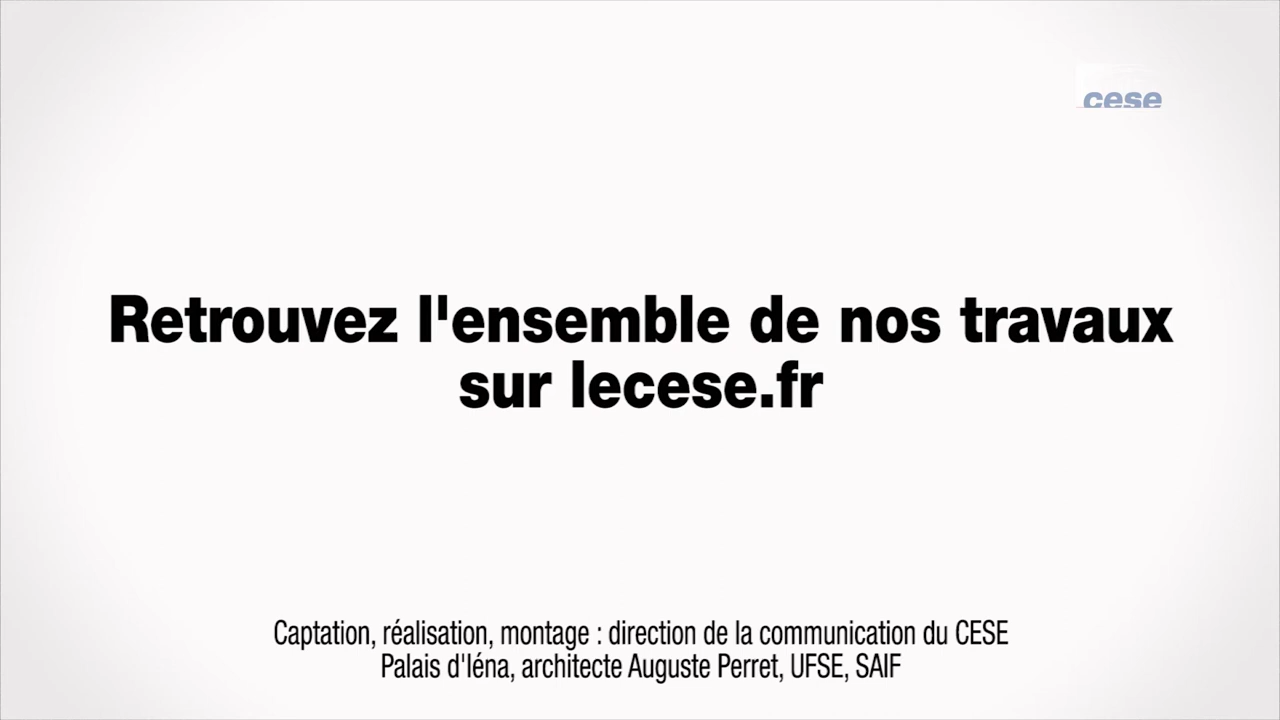 cese
Retrouvez l'ensemble de nos travaux
sur lecese.fr
Captation, réalisation, montage : direction de la communication du CESE
Palais d'Iéna, architecte Auguste Perret, UFSE, SAIF